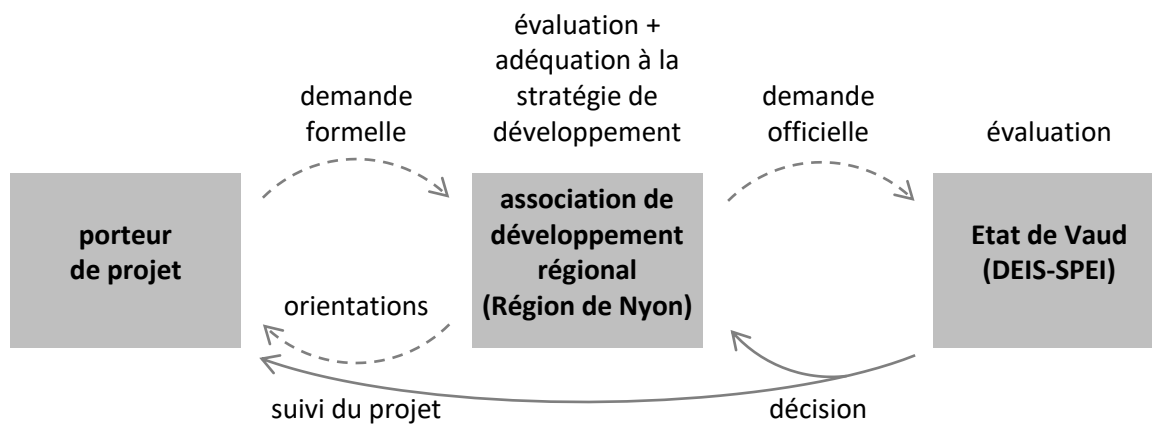 évaluation +
adéquation à la
stratégie de
développement
demande
formelle
demande
officielle
évaluation
porteur
de projet
association de
développement
régional
(Région de Nyon)
Etat de Vaud
(DEIS-SPEI)
orientations
suivi du projet
décision